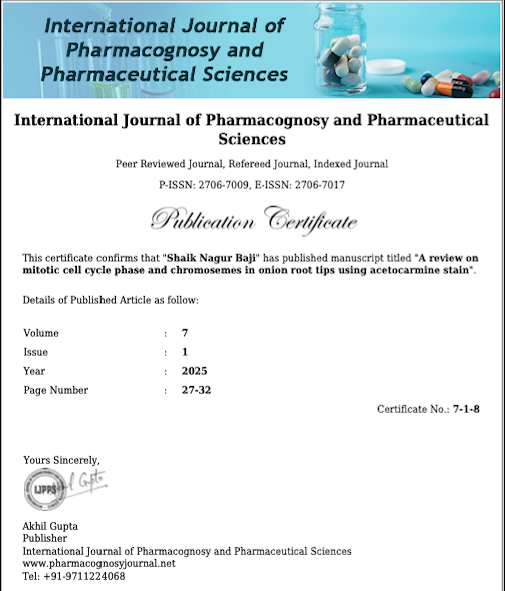 International Journal of
Pharmacognosy and
Pharmaceutical Sciences
International Journal of Pharmacognosy and Pharmaceutical
Sciences
Peer Reviewed Journal, Refereed Journal, Indexed Journal
P-ISSN: 2706-7009, E-ISSN: 2706-7017
Publication Certificate
This certificate confirms that "Shaik Nagur Baji" has published manuscript titled "A review on
mitotic cell cycle phase and chromosemes in onion root tips using acetocarmine stain".
Details of Published Article as follow:
Volume : 7
Issue : 1
Year : 2025
Page Number : 27-32
Certificate No.: 7-1-8
Yours Sincerely,
IJPPS
Akhil Gupta
Publisher
International Journal of Pharmacognosy and Pharmaceutical Sciences
www.pharmacognosyjournal.net
Tel: +91-9711224068